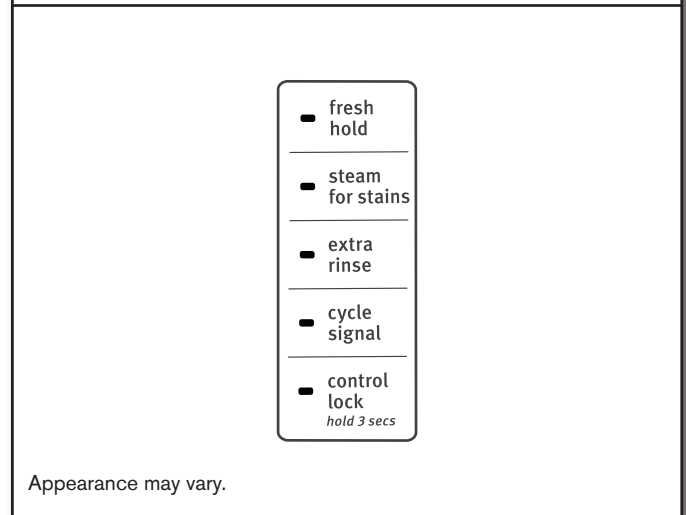 fresh
hold
steam
for stains
extra
rinse
cycle
signal
control
lock
hold 3 secs
Appearance may vary.